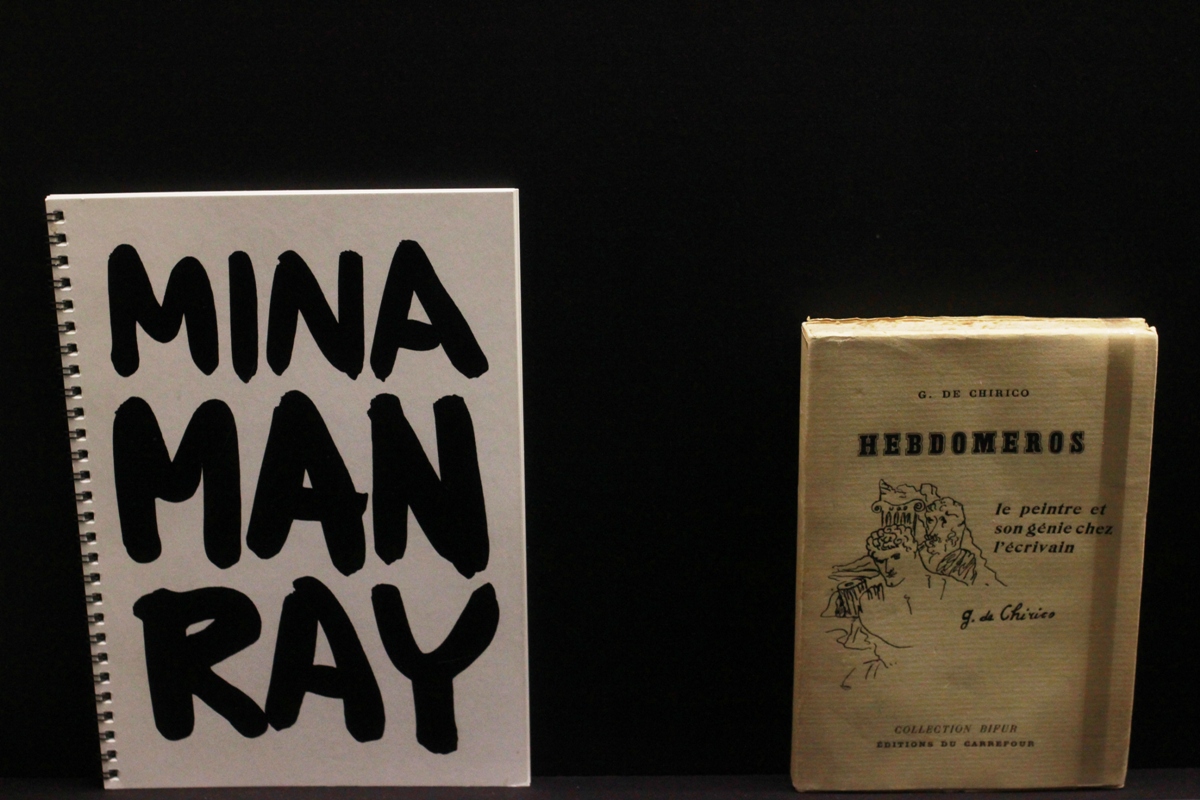 MINA
MAN
RAY
G. DE CHIRICO
HEBDOMEROS
le peintre et
son génie chez
l'écrivain
g. de Chirico
COLLECTION BIFUR
ÉDITIONS DU CARREFOUR